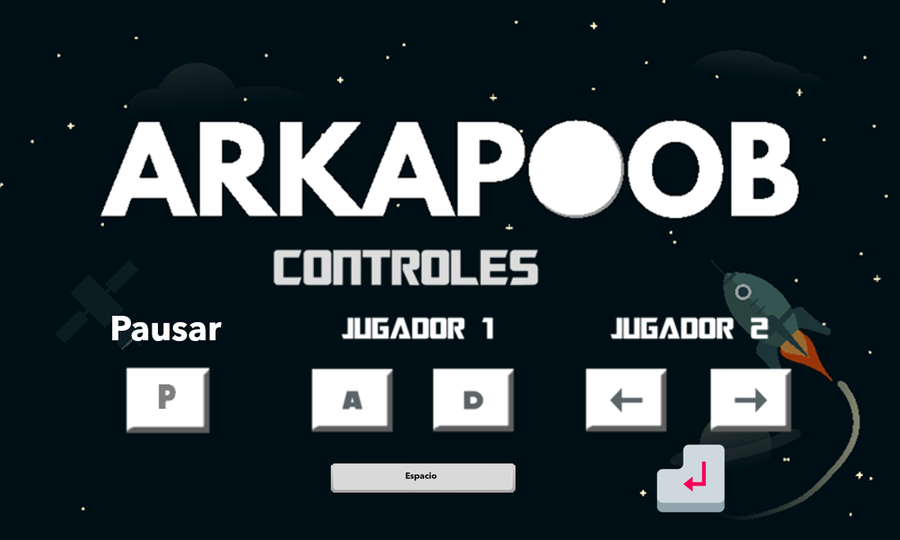 ARKAPOOB
CONTROLES
Pausar
JUGADOR 1
JUGADOR 2
P
A
D
←
→
Espacio